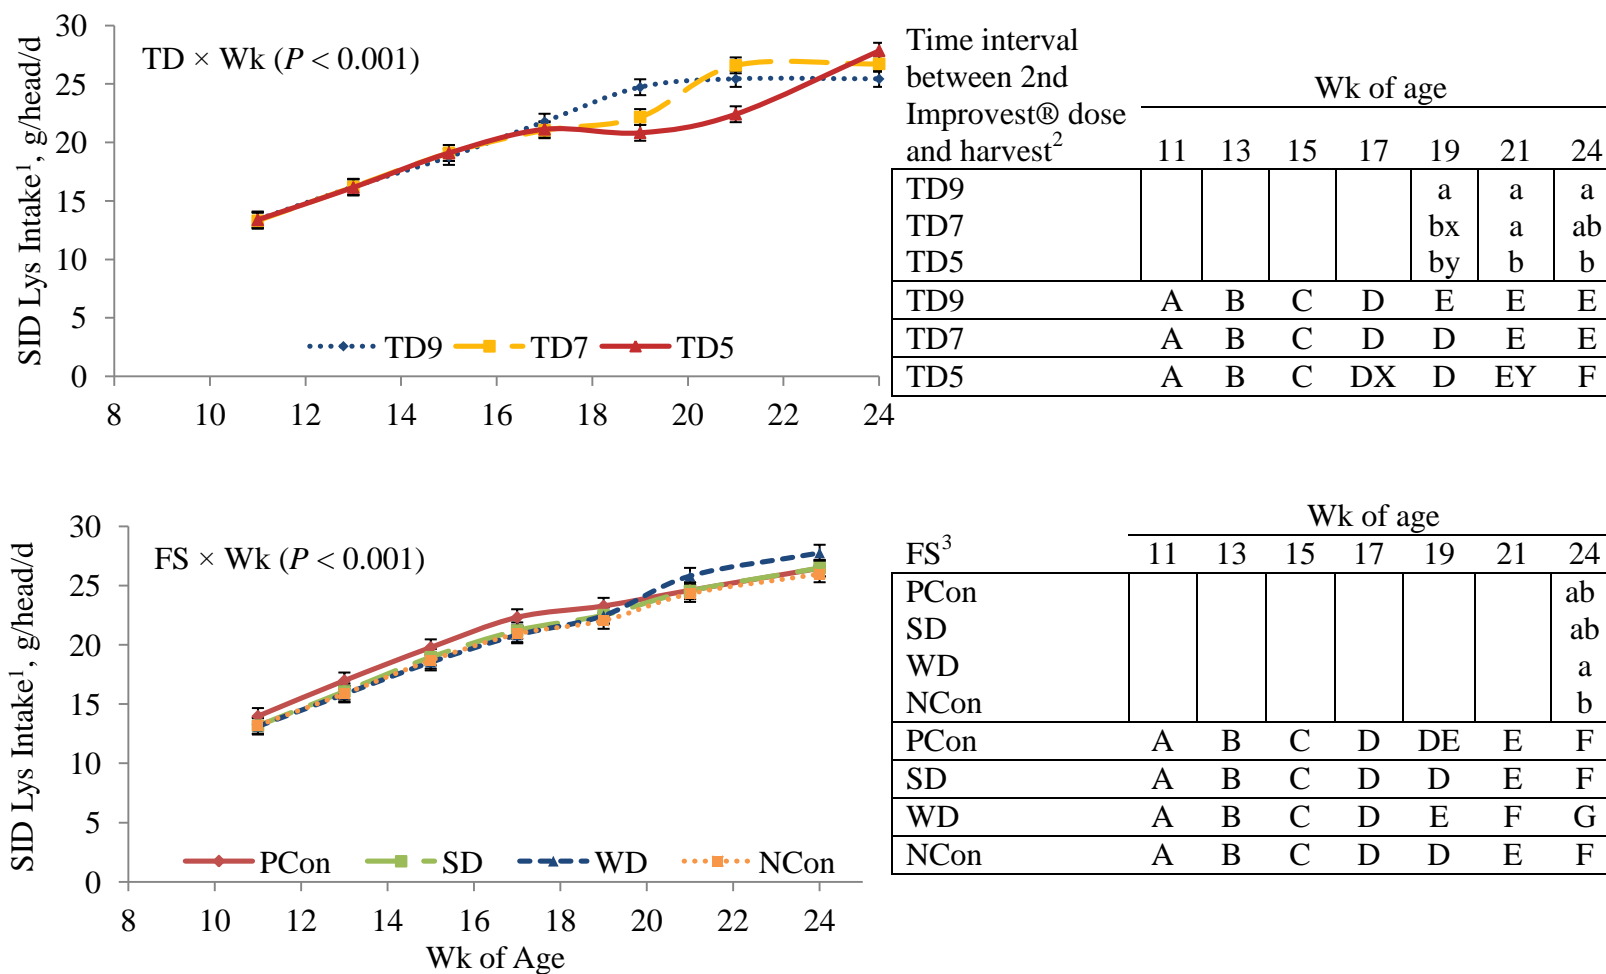 TD × Wk (P < 0.001)
SID Lys Intake¹, g/head/d
30
25
20
15
10
5
0
TD9 TD7 TD5
8 10 12 14 16 18 20 22 24
Time interval
between 2nd
Improvest® dose
and harvest²
Wk of age
11 13 15 17 19 21 24
TD9 a a a
TD7 bx a ab
TD5 by b b
TD9 A B C D E E E
TD7 A B C D D E E
TD5 A B C DX D EY F
FS × Wk (P < 0.001)
SID Lys Intake¹, g/head/d
30
25
20
15
10
5
0
PCon SD WD NCon
8 10 12 14 16 18 20 22 24
Wk of Age
Wk of age
FS³ 11 13 15 17 19 21 24
PCon ab
SD ab
WD a
NCon b
PCon A B C D DE E F
SD A B C D D E F
WD A B C D E F G
NCon A B C D D E F